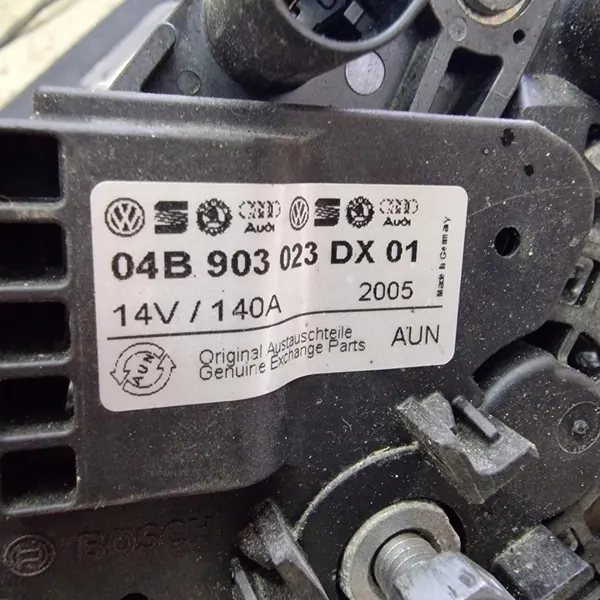 Audi Audi
04B 903 023 DX 01
14V / 140A 2005
Made in Germany
AUN
Original Austauschteile
Genuine Exchange Parts
AUN
BOSCH